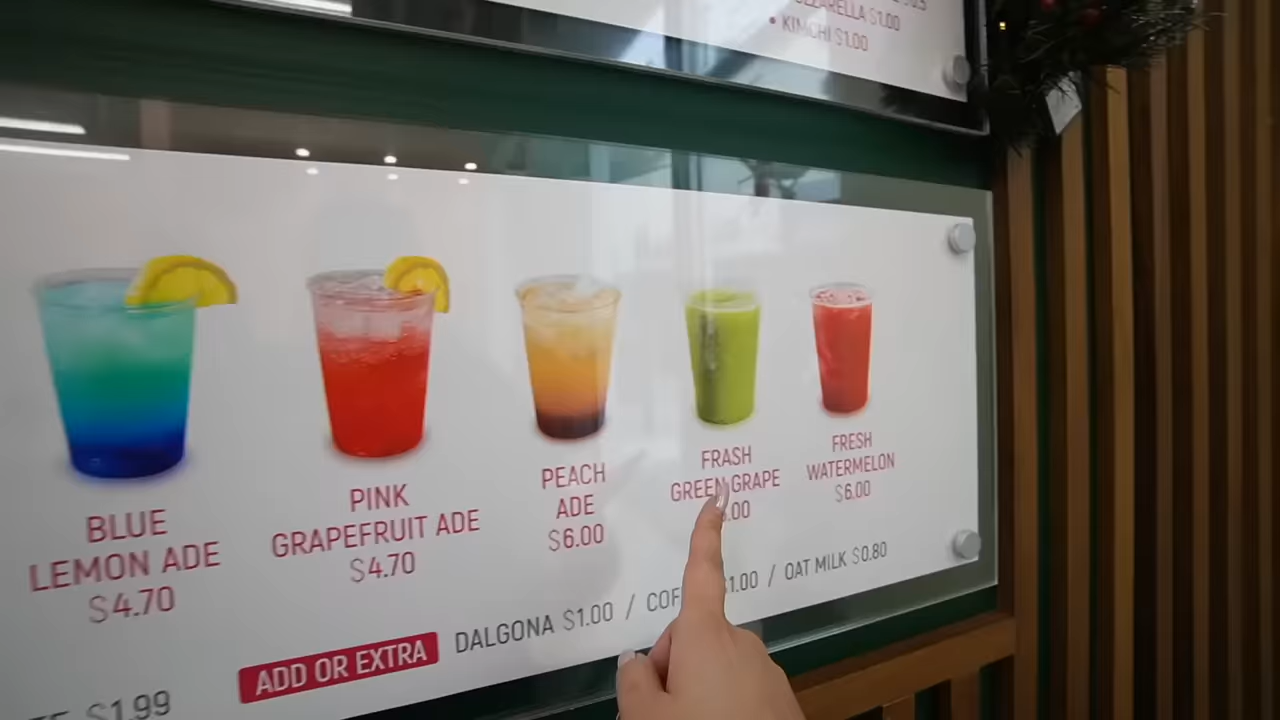 $1.00
• KIMCHI $1.00
BLUE
LEMON ADE
$4.70
PINK
GRAPEFRUIT ADE
$4.70
PEACH
ADE
$6.00
FRASH
GREEN GRAPE
.00
FRESH
WATERMELON
$6.00
ADD OR EXTRA
DALGONA $1.00 / $1.00 / OAT MILK $0.80
$1.99